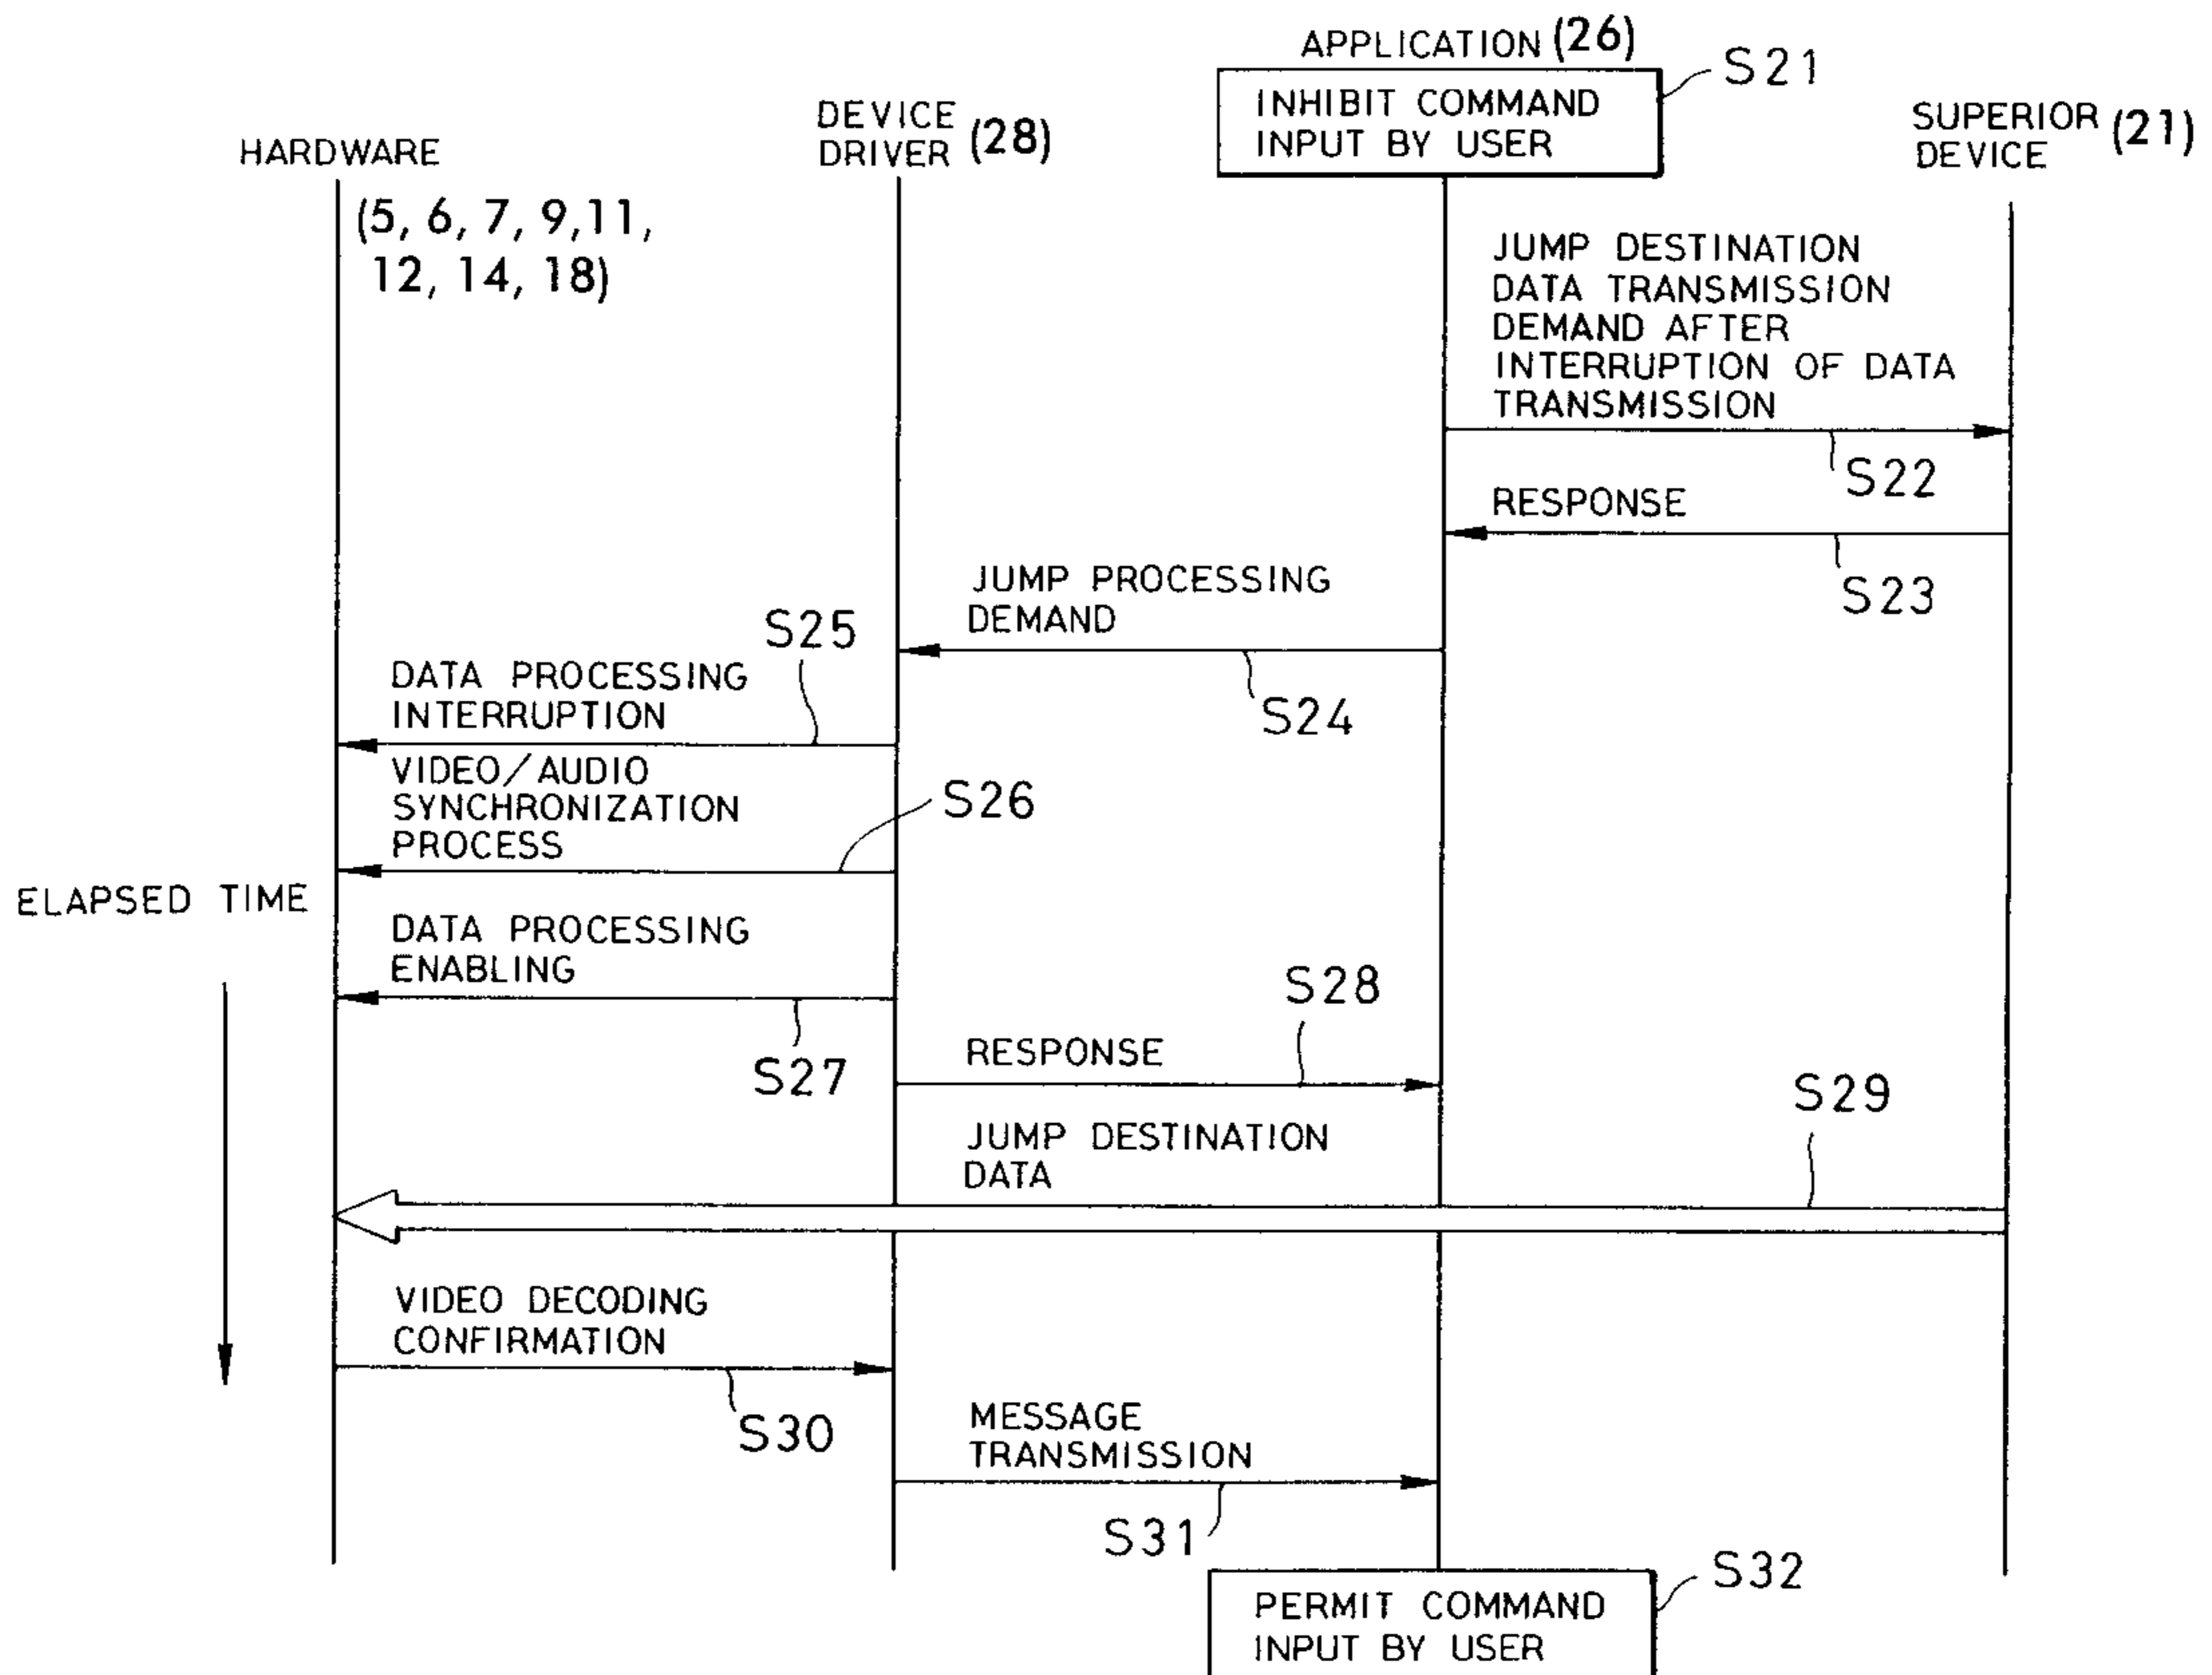 APPLICATION (26)
S21
INHIBIT COMMAND
INPUT BY USER
DEVICE
DRIVER (28)
SUPERIOR
DEVICE (21)
HARDWARE
(5, 6, 7, 9, 11,
12, 14, 18)
JUMP DESTINATION
DATA TRANSMISSION
DEMAND AFTER
INTERRUPTION OF DATA
TRANSMISSION
S22
RESPONSE
S23
JUMP PROCESSING
DEMAND
S24
S25
DATA PROCESSING
INTERRUPTION
VIDEO/AUDIO
SYNCHRONIZATION
PROCESS
S26
ELAPSED TIME
DATA PROCESSING
ENABLING
S27
S28
RESPONSE
S29
JUMP DESTINATION
DATA
VIDEO DECODING
CONFIRMATION
S30
MESSAGE
TRANSMISSION
S31
S32
PERMIT COMMAND
INPUT BY USER